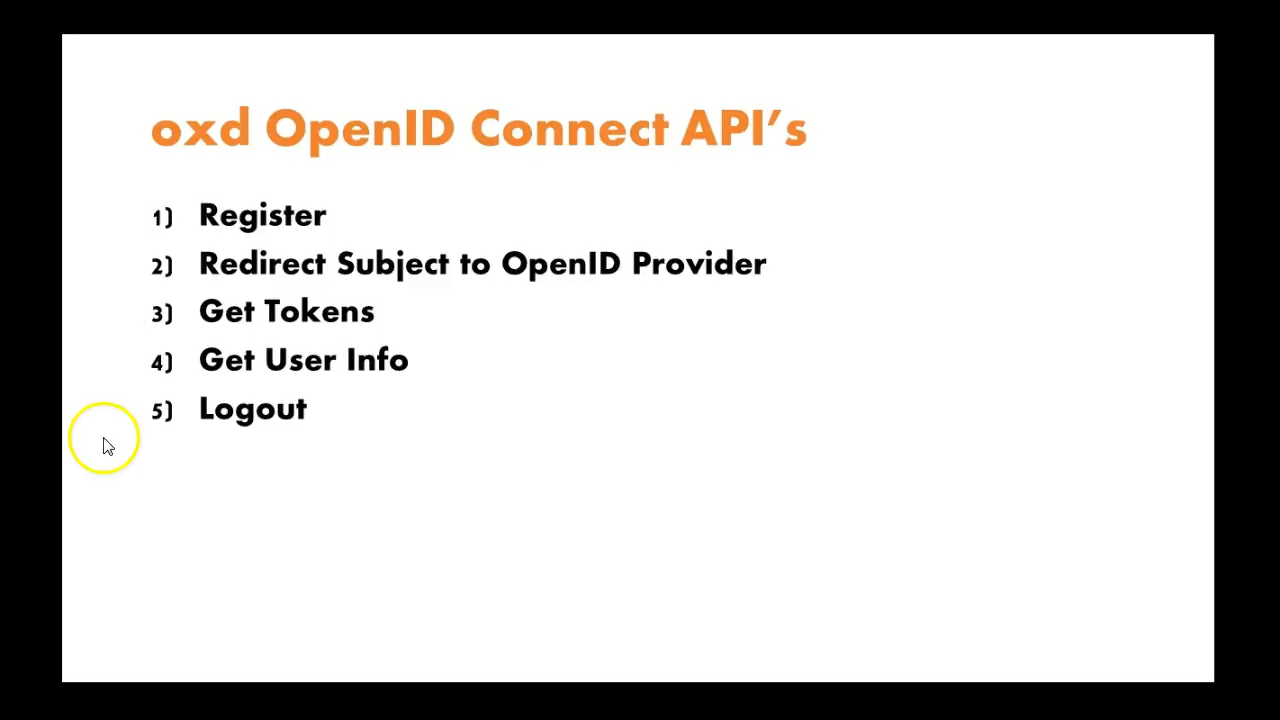 oxd OpenID Connect API’s
1) Register
2) Redirect Subject to OpenID Provider
3) Get Tokens
4) Get User Info
5) Logout